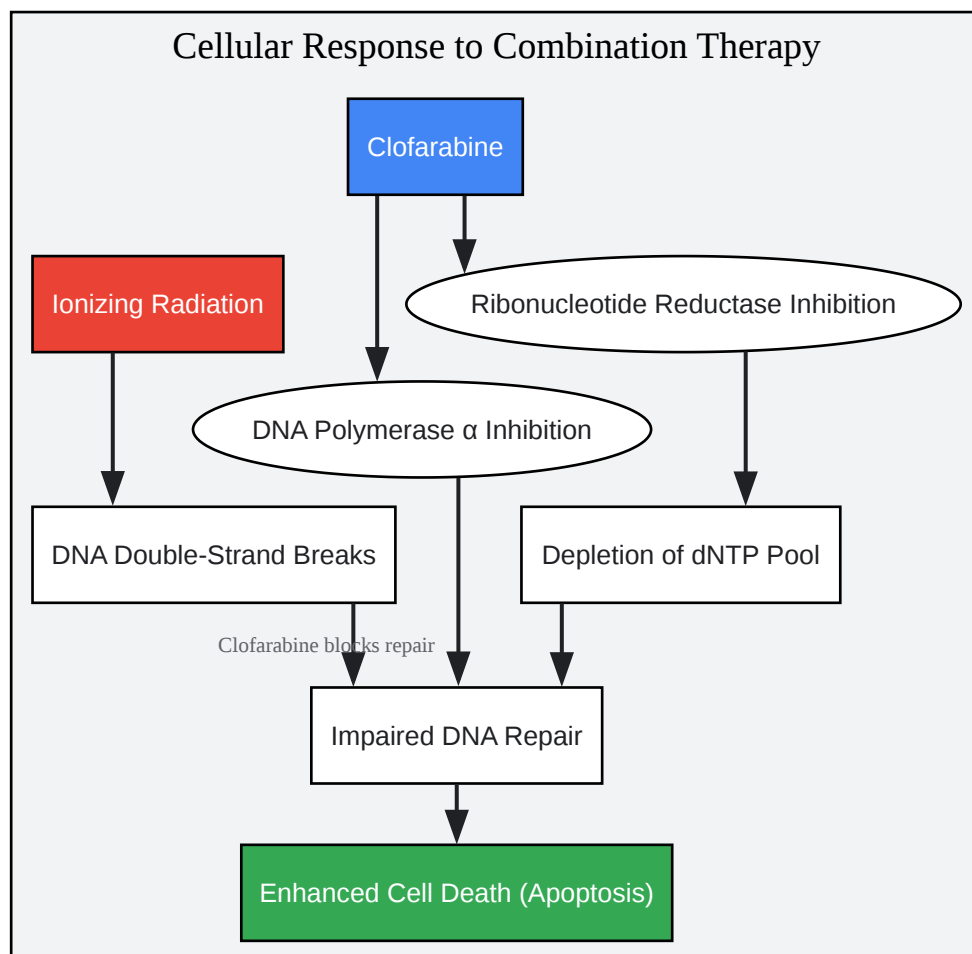 Cellular Response to Combination Therapy
Clofarabine
Ionizing Radiation
Ribonucleotide Reductase Inhibition
DNA Polymerase α Inhibition
DNA Double-Strand Breaks
Depletion of dNTP Pool
Clofarabine blocks repair
Impaired DNA Repair
Enhanced Cell Death (Apoptosis)